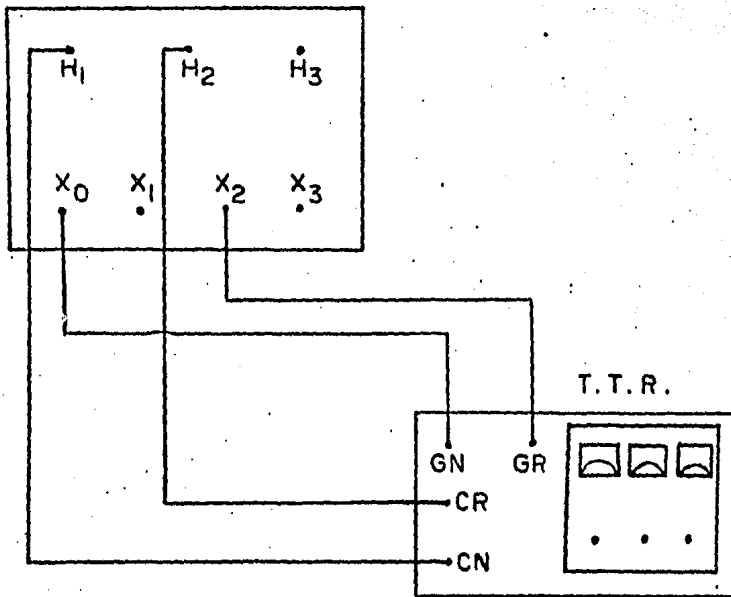 H1 H2 H3
X0 X1 X2 X3
T.T.R.
GN GR
CR
CN